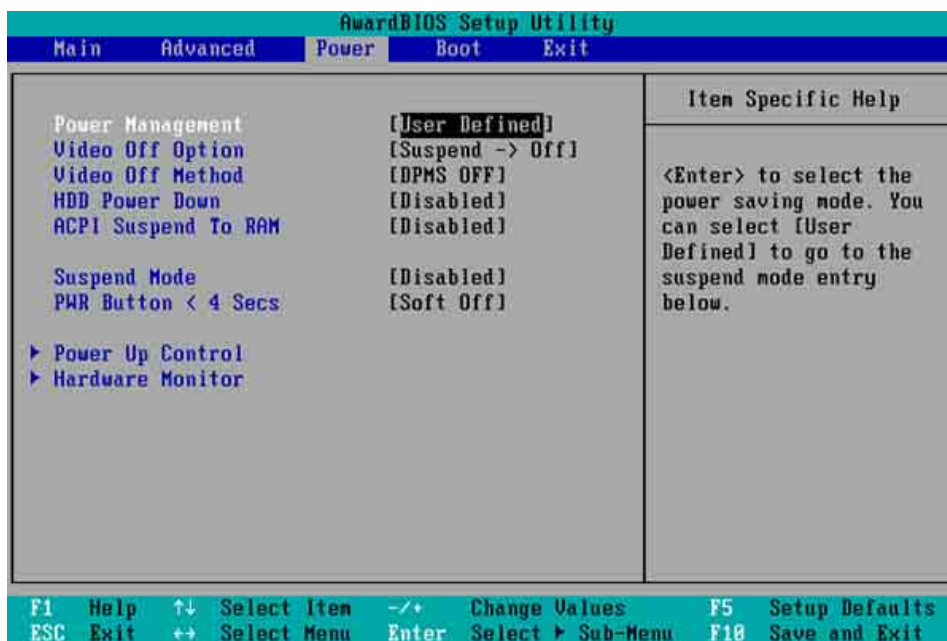 AwardBIOS Setup Utility
Main Advanced Power Boot Exit
Power Management [User Defined]
Video Off Option [Suspend -> Off]
Video Off Method [DPMS OFF]
HDD Power Down [Disabled]
ACPI Suspend To RAM [Disabled]
Suspend Mode [Disabled]
PWR Button < 4 Secs [Soft Off]
▶ Power Up Control
▶ Hardware Monitor
Item Specific Help
<Enter> to select the
power saving mode. You
can select [User
Defined] to go to the
suspend mode entry
below.
F1 Help ↑↓ Select Item -/+ Change Values F5 Setup Defaults
ESC Exit ↔ Select Menu Enter Select ▶ Sub-Menu F10 Save and Exit